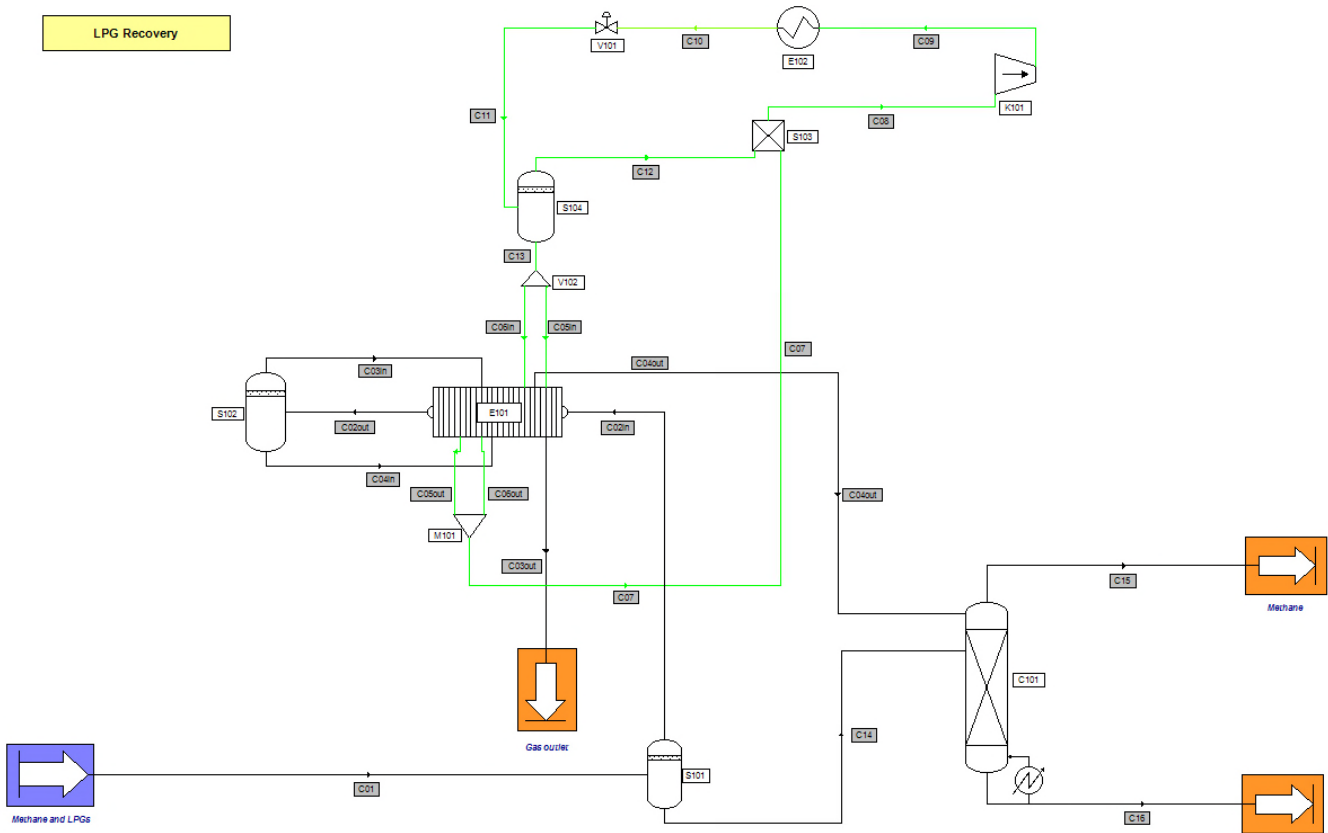 LPG Recovery
V101
C10
E102
C09
K101
C11
C08
S103
C12
S104
C13
V102
C06in
C05in
C07
C04out
C03in
S102
E101
C02out
C02in
C04in
C05out
C06out
C04out
M101
C03out
C07
C15
Methane
C101
Gas outlet
C14
S101
C01
Methane and LPGs
C16